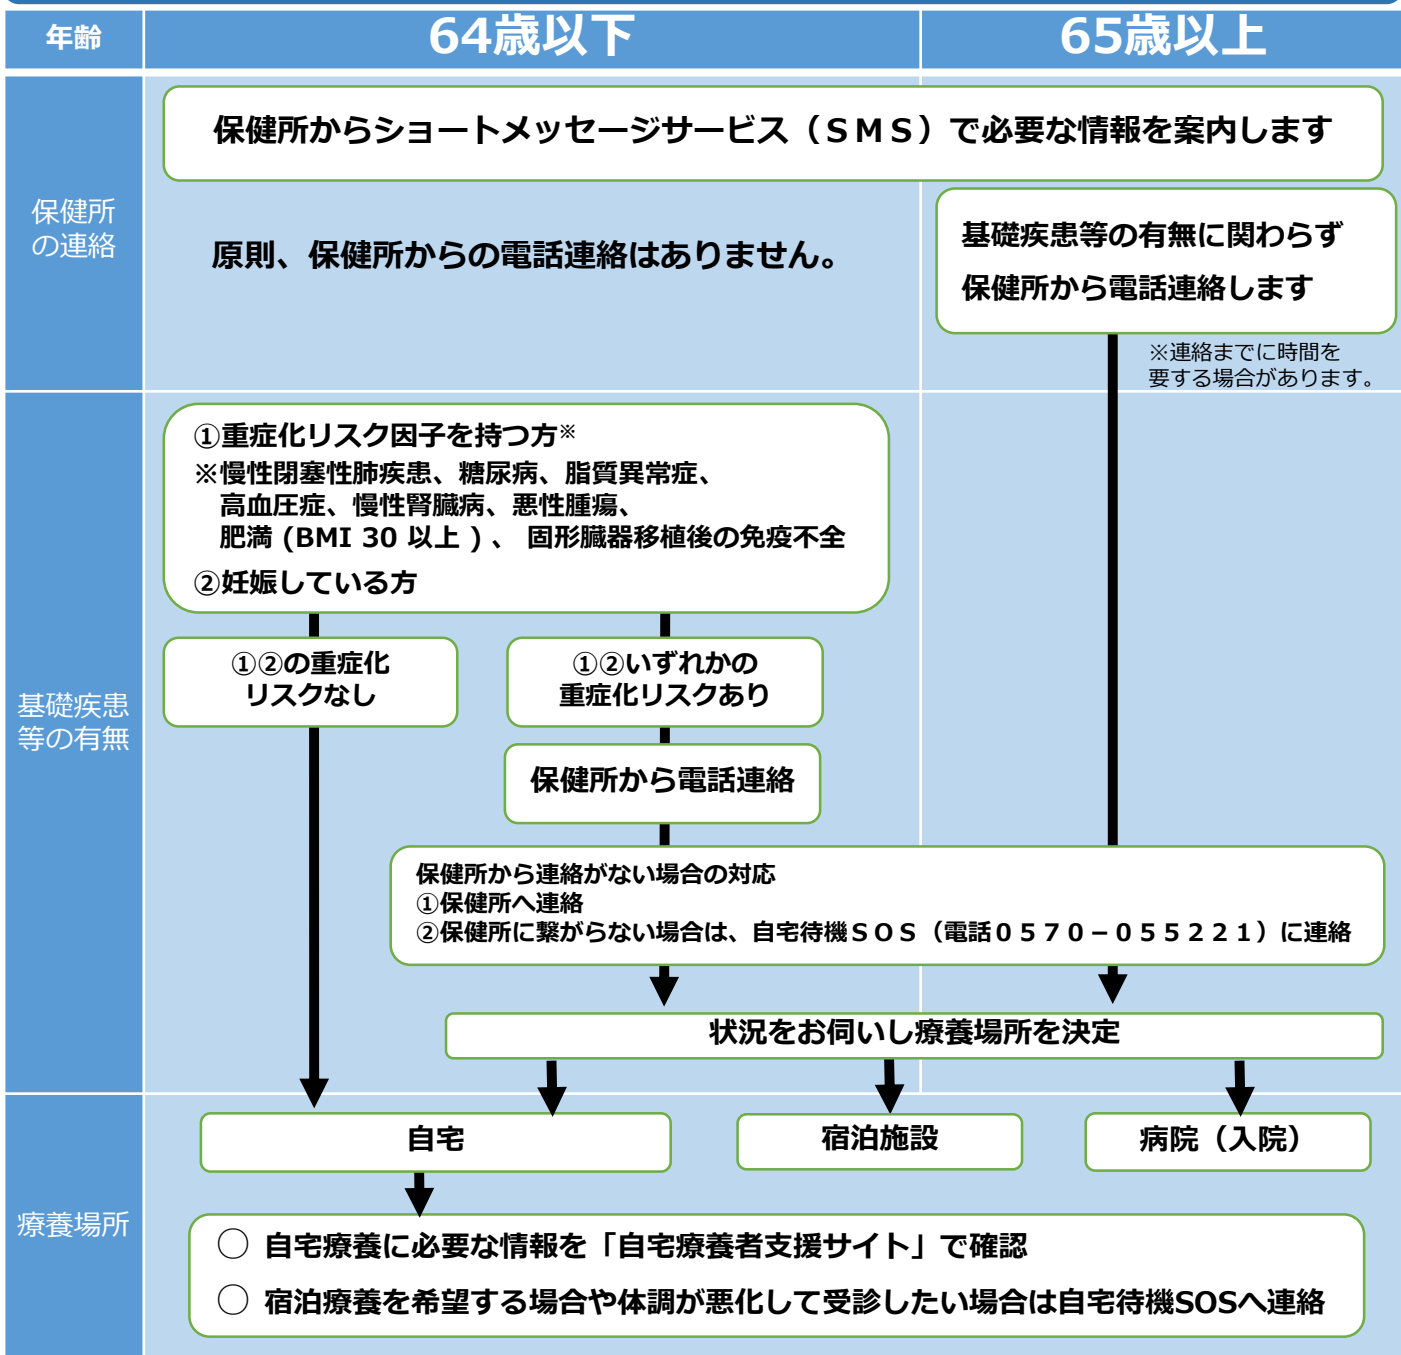 年齢
64歳以下
65歳以上
保健所
の連絡
保健所からショートメッセージサービス（ＳＭＳ）で必要な情報を案内します
原則、保健所からの電話連絡はありません。
基礎疾患等の有無に関わらず
保健所から電話連絡します
※連絡までに時間を
要する場合があります。
基礎疾患
等の有無
①重症化リスク因子を持つ方※
※慢性閉塞性肺疾患、糖尿病、脂質異常症、
高血圧症、慢性腎臓病、悪性腫瘍、
肥満 (BMI 30 以上 ) 、 固形臓器移植後の免疫不全
②妊娠している方
①②の重症化
リスクなし
①②いずれかの
重症化リスクあり
保健所から電話連絡
保健所から連絡がない場合の対応
①保健所へ連絡
②保健所に繋がらない場合は、自宅待機ＳＯＳ（電話０５７０－０５５２２１）に連絡
状況をお伺いし療養場所を決定
療養場所
自宅
宿泊施設
病院（入院）
○ 自宅療養に必要な情報を「自宅療養者支援サイト」で確認
○ 宿泊療養を希望する場合や体調が悪化して受診したい場合は自宅待機SOSへ連絡